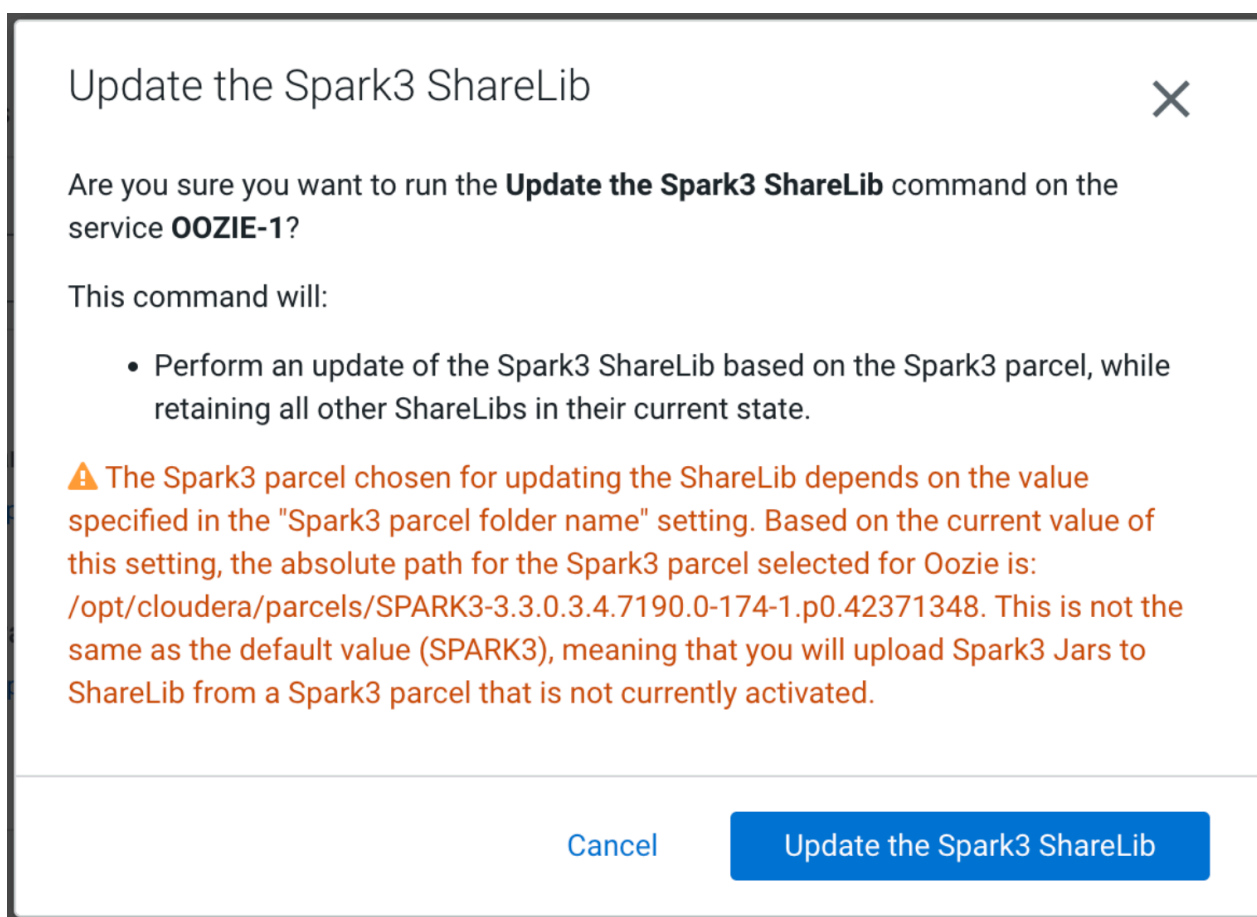 Update the Spark3 ShareLib
Are you sure you want to run the Update the Spark3 ShareLib command on the
service OOZIE-1?
This command will:
• Perform an update of the Spark3 ShareLib based on the Spark3 parcel, while
retaining all other ShareLibs in their current state.
The Spark3 parcel chosen for updating the ShareLib depends on the value
specified in the "Spark3 parcel folder name" setting. Based on the current value of
this setting, the absolute path for the Spark3 parcel selected for Oozie is:
/opt/cloudera/parcels/SPARK3-3.3.0.3.4.7190.0-174-1.p0.42371348. This is not the
same as the default value (SPARK3), meaning that you will upload Spark3 Jars to
ShareLib from a Spark3 parcel that is not currently activated.
Cancel
Update the Spark3 ShareLib